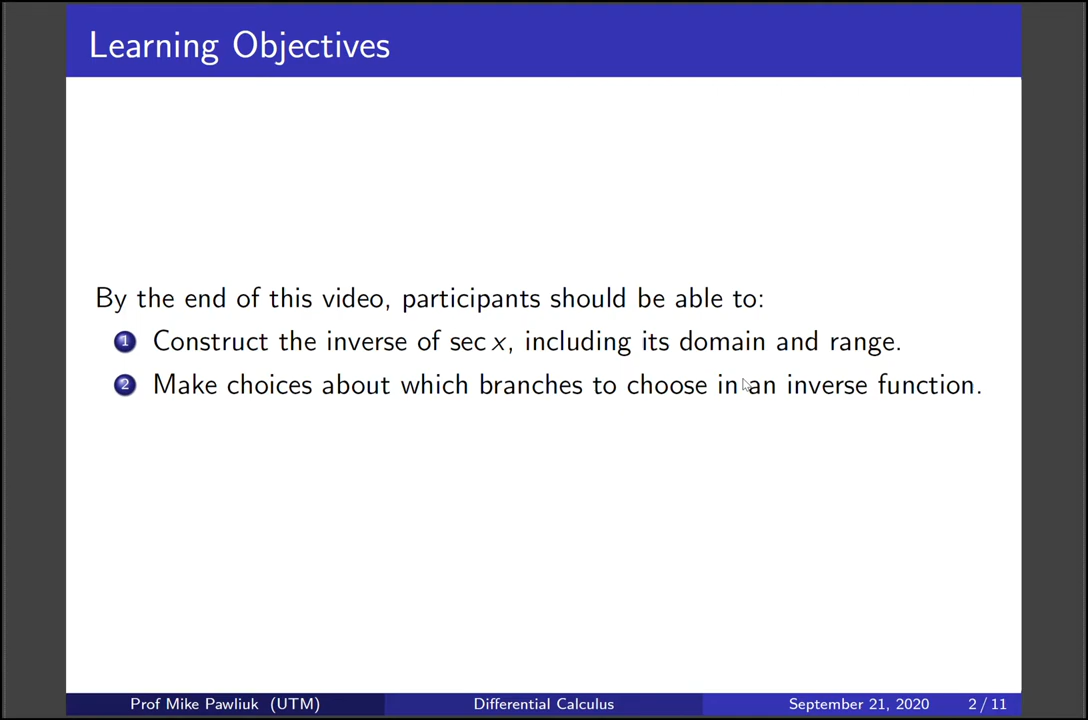 Learning Objectives
By the end of this video, participants should be able to:
1 Construct the inverse of sec x, including its domain and range.
2 Make choices about which branches to choose in an inverse function.
Prof Mike Pawliuk (UTM) Differential Calculus September 21, 2020 2 / 11